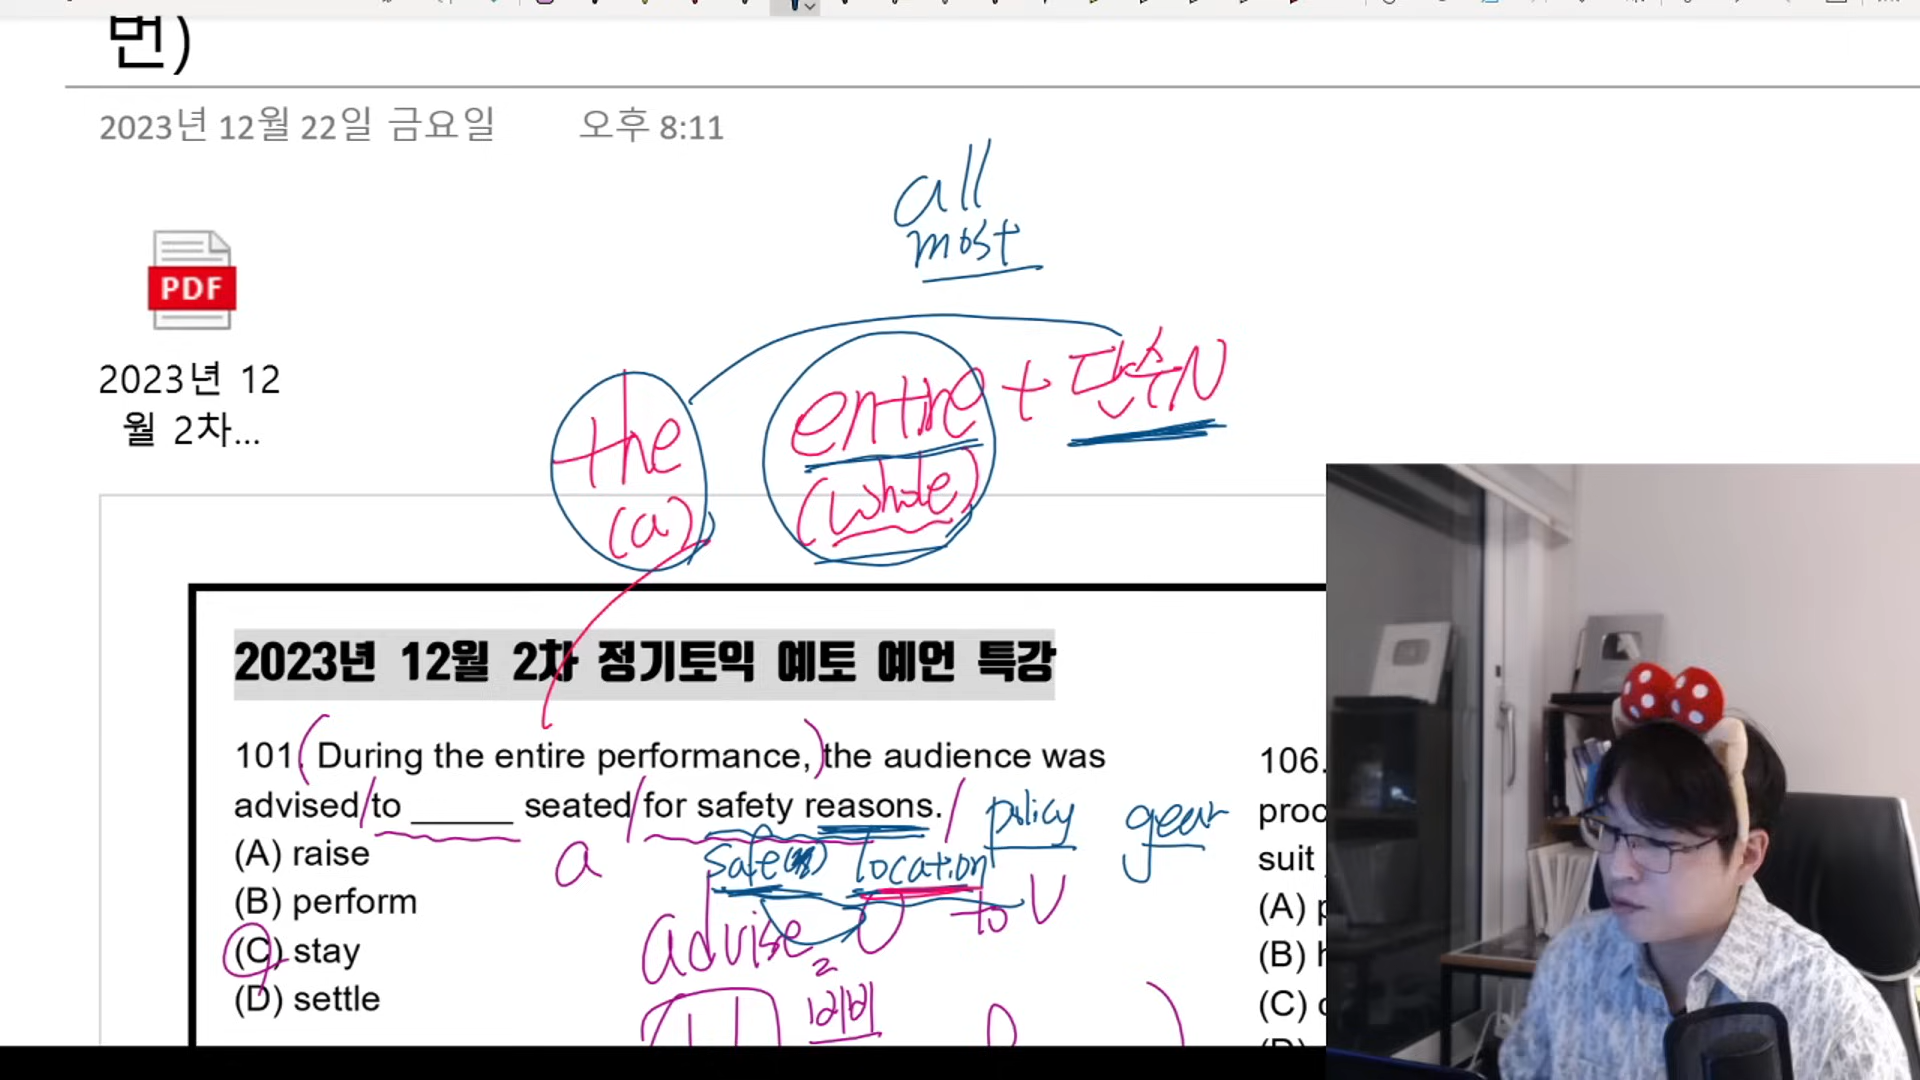 번)
2023년 12월 22일 금요일 오후 8:11
all
most
PDF
2023년 12
월 2차...
the entire + 단수N
(a) (whole)
2023년 12월 2차 정기토익 예토 예언 특강
101. During the entire performance, the audience was
advised to ______ seated for safety reasons.
policy gear
(A) raise
a
location
(B) perform
advise O to V
2
(C) stay
(D) settle
106.
proc
suit
(A) p
(B) h
(C) c